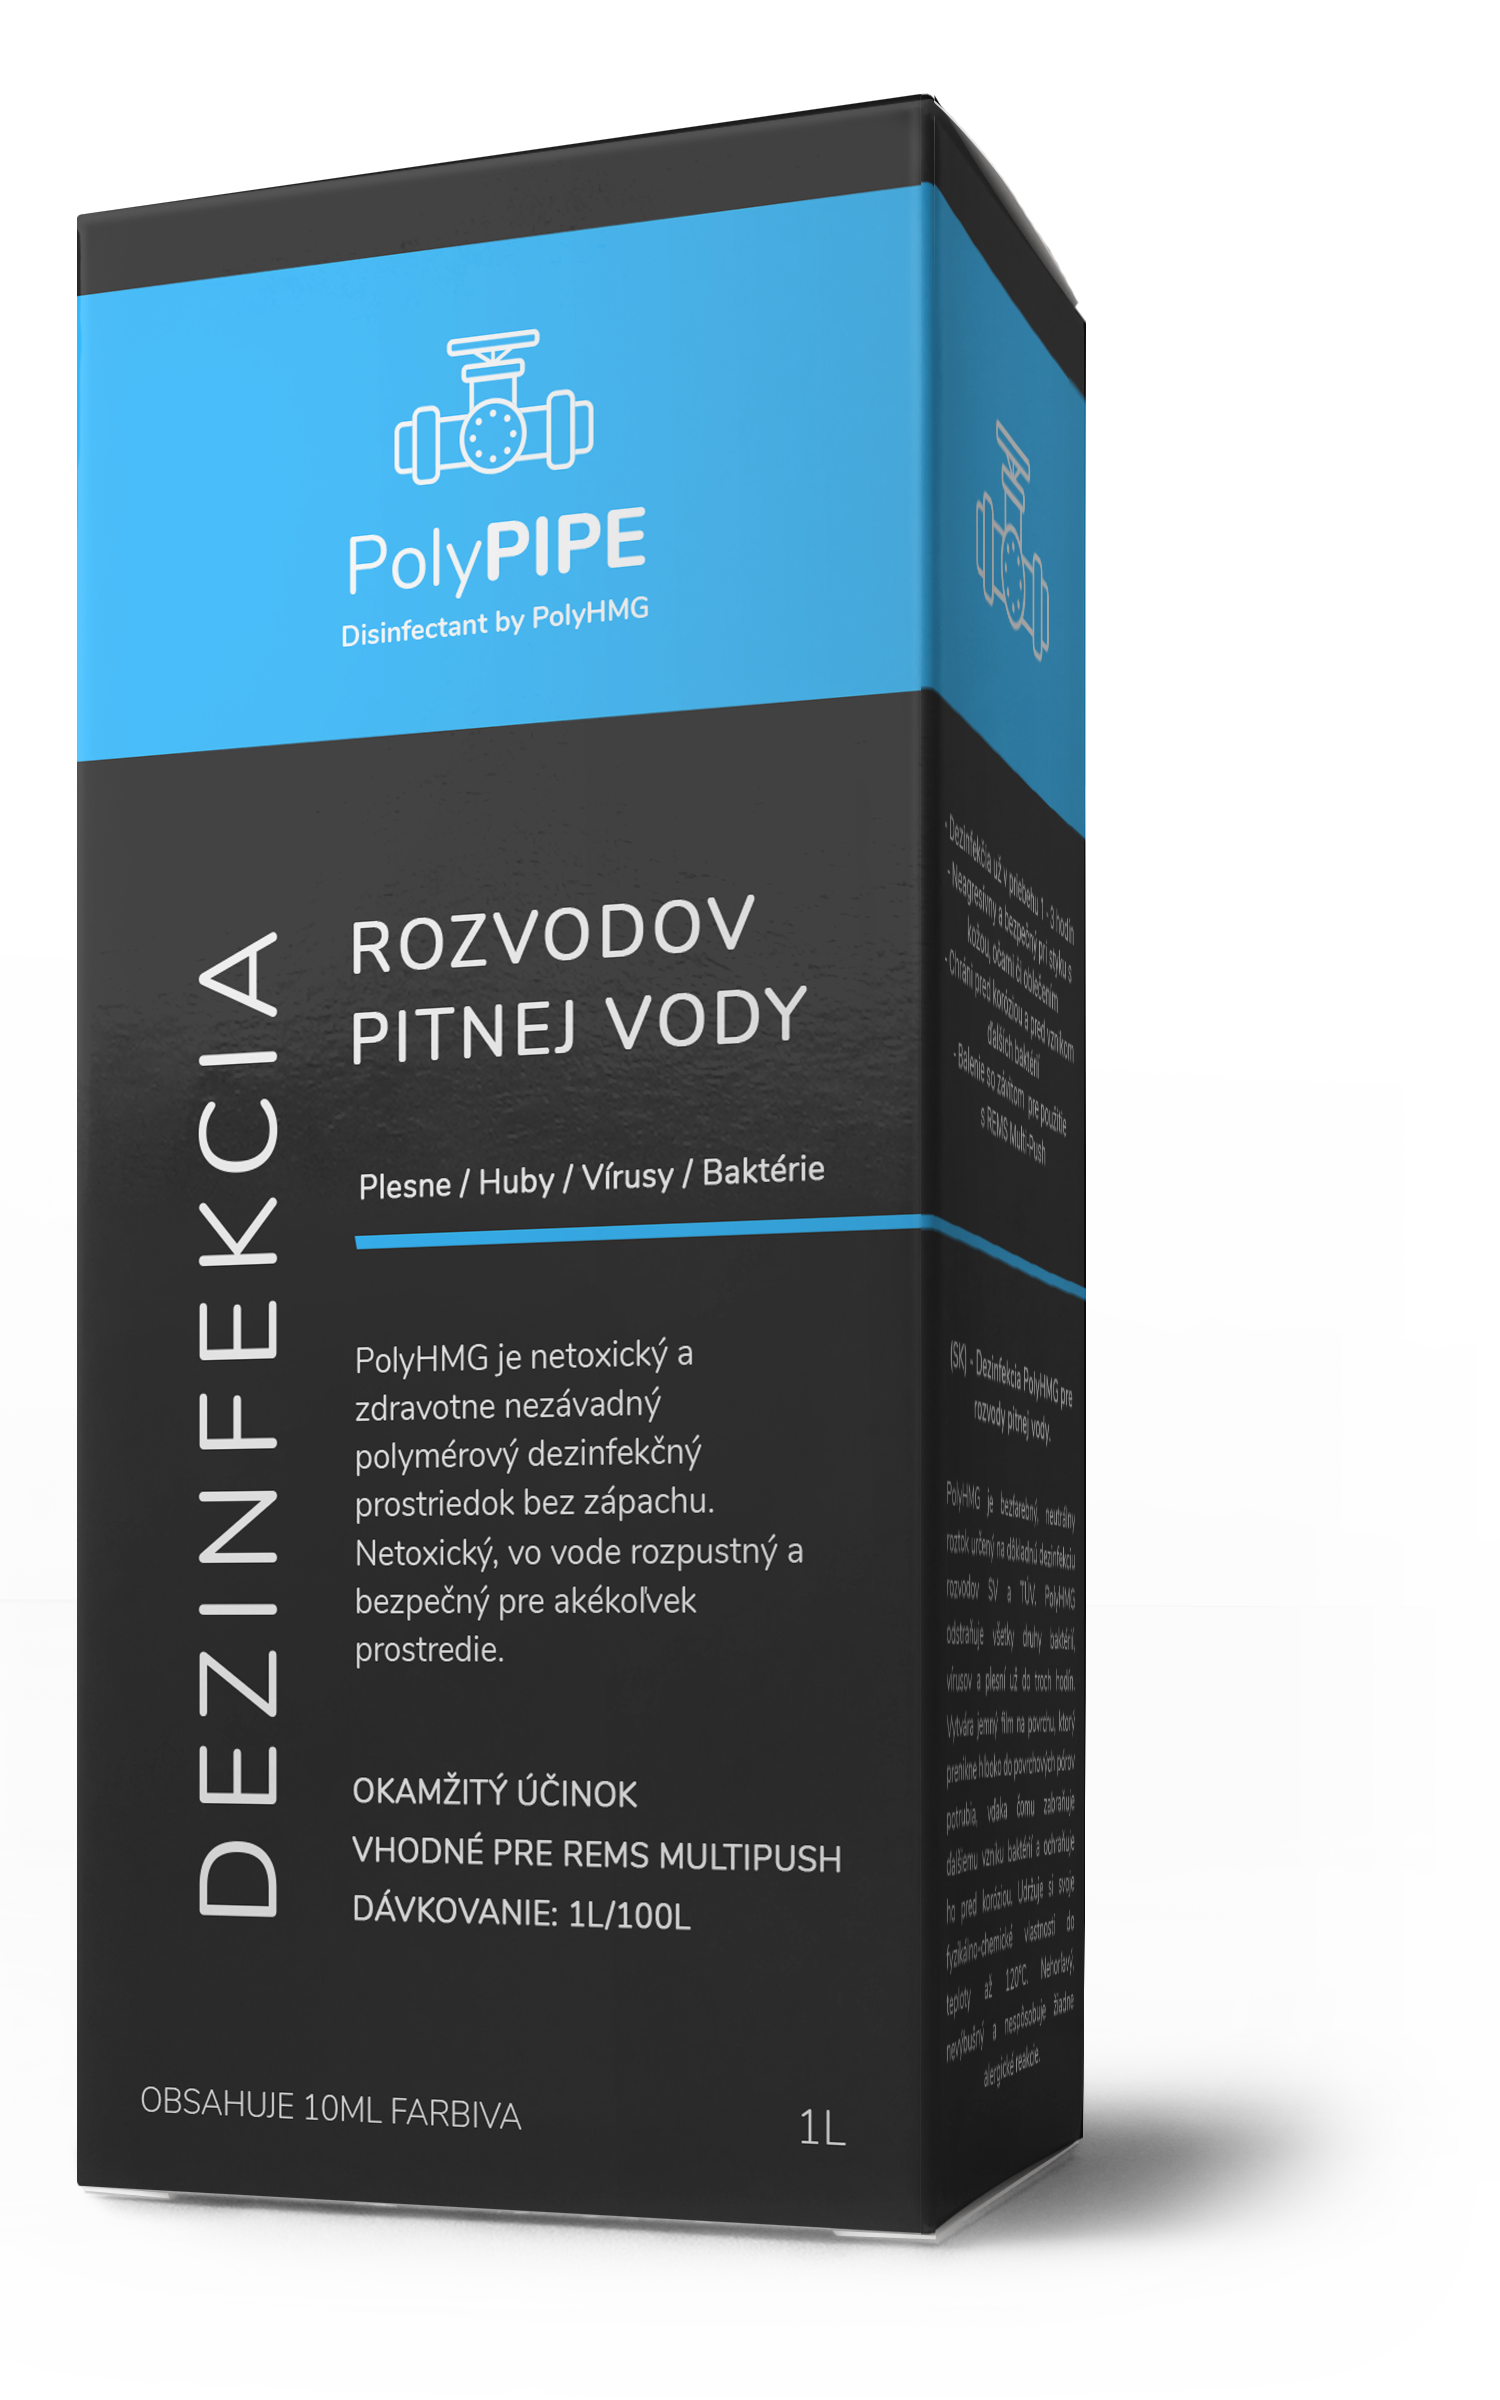 PolyPIPE
Disinfectant by PolyHMG
DEZINFEKCIA
ROZVODOV
PITNEJ VODY
Plesne / Huby / Vírusy / Baktérie
PolyHMG je netoxický a
zdravotne nezávadný
polymérový dezinfekčný
prostriedok bez zápachu.
Netoxický, vo vode rozpustný a
bezpečný pre akékoľvek
prostredie.
OKAMŽITÝ ÚČINOK
VHODNÉ PRE REMS MULTIPUSH
DÁVKOVANIE: 1L/100L
OBSAHUJE 10ML FARBIVA
1L
- Dezinfekčia už v priebehu 1 - 3 hodín
- Neagresívny a bezpečný pri styku s
kožou, očami či oblečením
- Chráni pred koróziou a pred vznikom
ďalších baktérií
- Balenie so závitom pre použitie
s REMS Multi-Push
(SK) - Dezinfekcia PolyHMG pre
rozvody pitnej vody.
PolyHMG je bezfarebný, neutrálny
roztok určený na dôkladnú dezinfekciu
rozvodov SV a TÚV. PolyHMG
odstraňuje všetky druhy baktérií,
vírusov a plesní už do troch hodín.
Vytvára jemný film na povrchu, ktorý
prenikne hlboko do povrchových pórov
potrubia, vďaka čomu zabraňuje
ďalšiemu vzniku baktérií a ochraňuje
ho pred koróziou. Udržuje si svoje
fyzikálno-chemické vlastnosti do
teploty až 120°C. Nehorľavý,
nevýbušný a nespôsobuje žiadne
alergické reakcie.